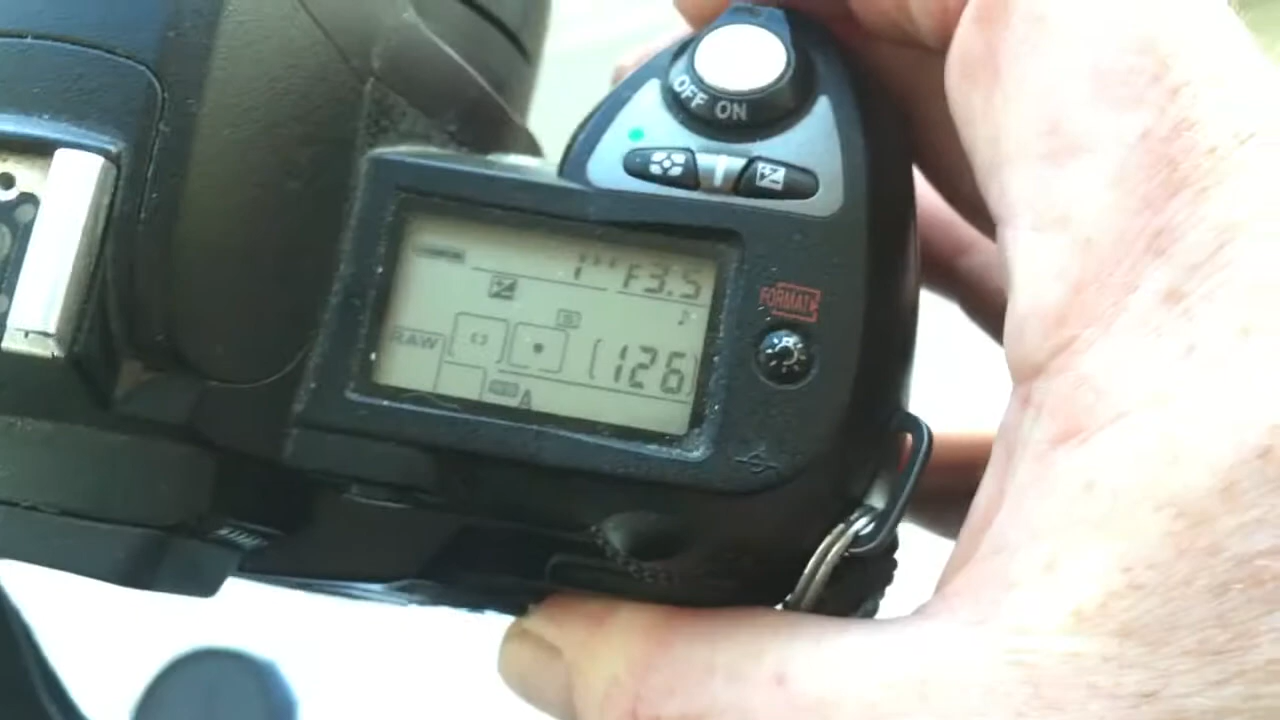 OFF ON
1" F3.5
FORMAT
RAW [126]
A